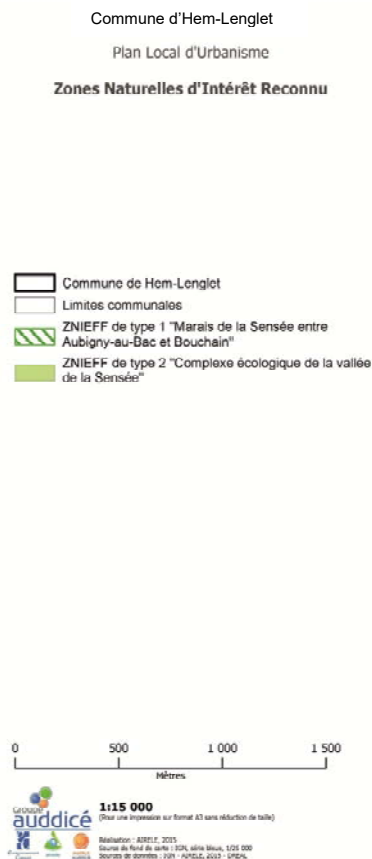 Commune d'Hem-Lenglet
Plan Local d'Urbanisme
Zones Naturelles d'Intérêt Reconnu
Commune de Hem-Lenglet
Limites communales
ZNIEFF de type 1 "Marais de la Sensée entre
Aubigny-au-Bac et Bouchain"
ZNIEFF de type 2 "Complexe écologique de la vallée
de la Sensée"
0 500 1 000 1 500
Mètres
Groupe
auddicé
1:15 000
(Pour une impression sur format A3 sans réduction de taille)
Réalisation : AIRELE, 2015
Source de fond de carte : IGN, série bleue, 1/25 000
Sources de données : IGN - AIRELE, 2015 - DREAL